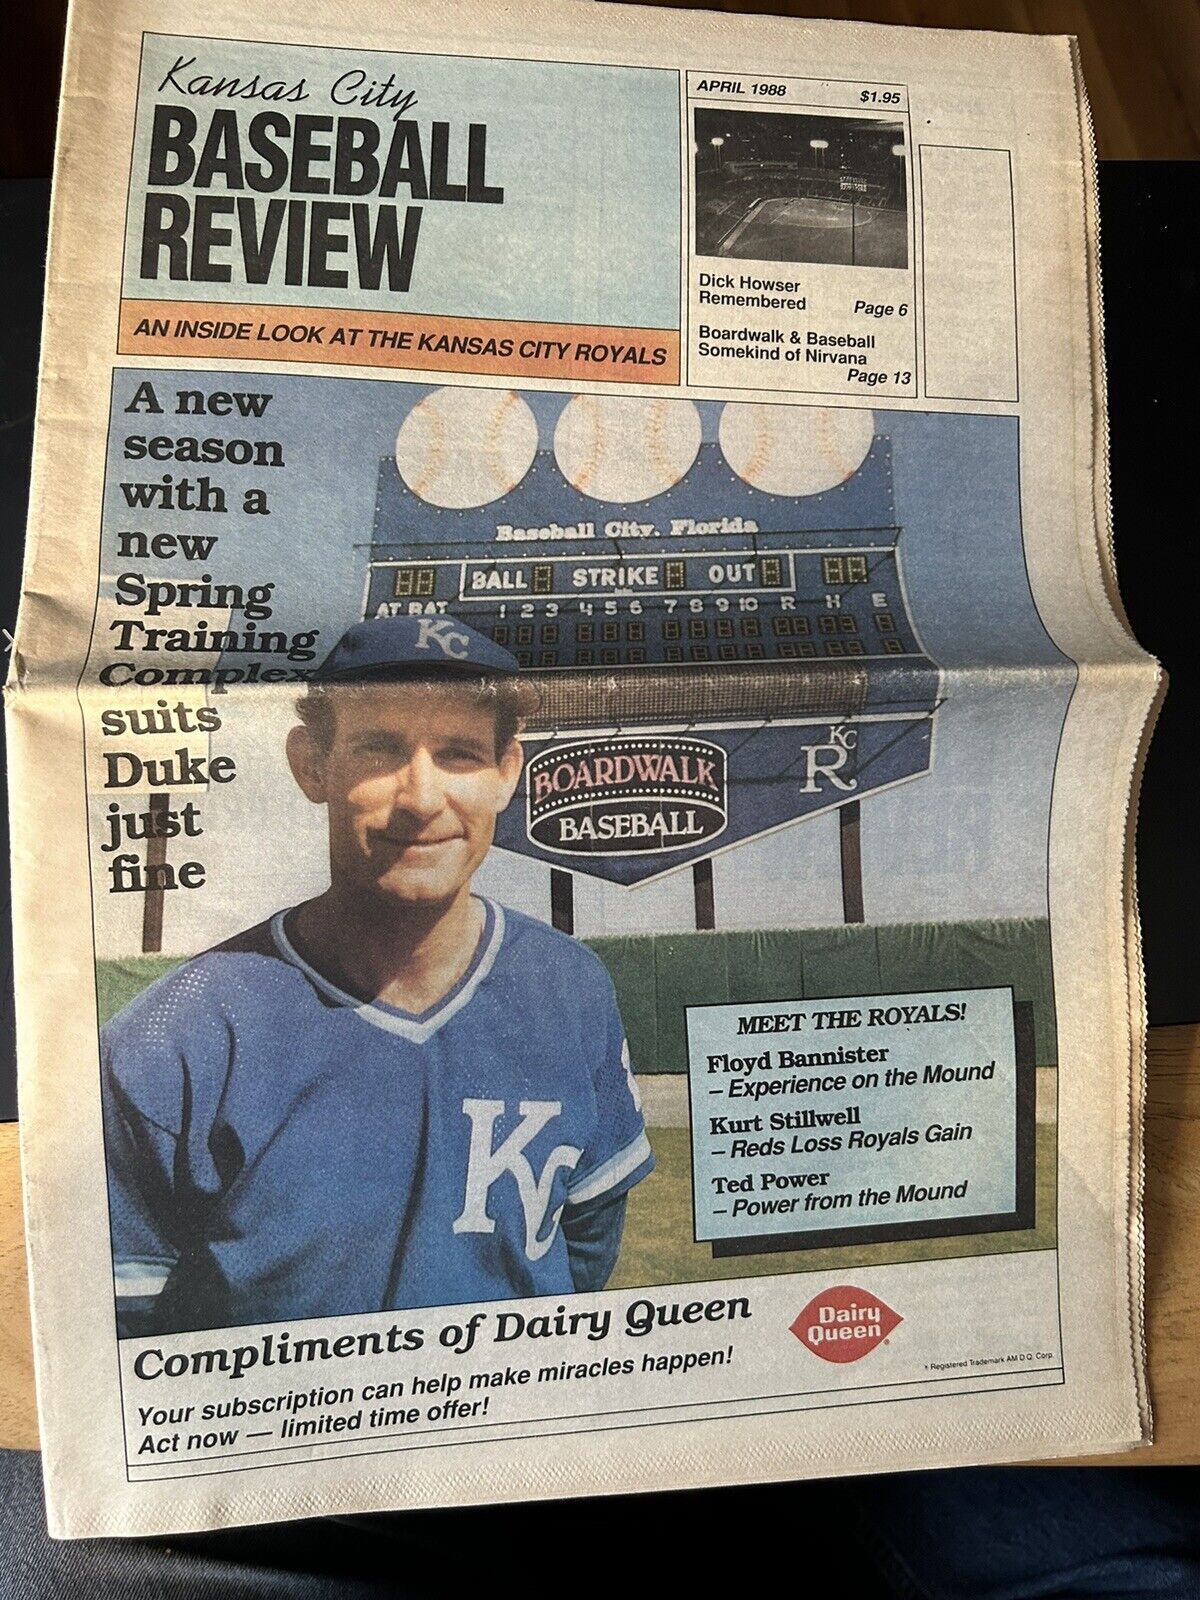 Kansas City
BASEBALL
REVIEW
AN INSIDE LOOK AT THE KANSAS CITY ROYALS
APRIL 1988 $1.95
Dick Howser
Remembered Page 6
Boardwalk & Baseball
Somekind of Nirvana
Page 13
A new
season
with a
new
Spring
Training
Complex
suits
Duke
just
fine
Baseball City, Florida
BALL STRIKE OUT
AT BAT 1 2 3 4 5 6 7 8 9 10 R H E
KC
BOARDWALK
BASEBALL
KC
R
KC
MEET THE ROYALS!
Floyd Bannister
– Experience on the Mound
Kurt Stillwell
– Reds Loss Royals Gain
Ted Power
– Power from the Mound
Compliments of Dairy Queen
Dairy
Queen®
Your subscription can help make miracles happen!
Act now — limited time offer!
Registered Trademark AM D Q Corp.